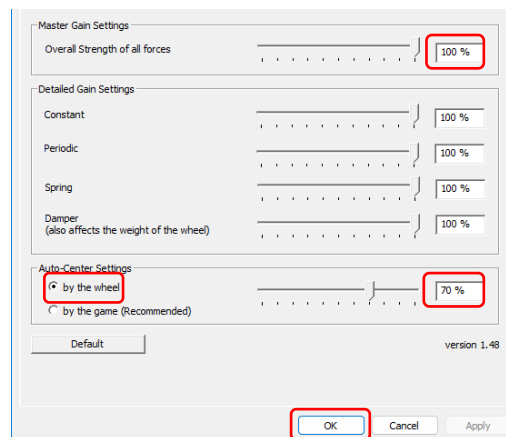 Master Gain Settings
Overall Strength of all forces 100 %
Detailed Gain Settings
Constant 100 %
Periodic 100 %
Spring 100 %
Damper
(also affects the weight of the wheel) 100 %
Auto-Center Settings
by the wheel 70 %
by the game (Recommended)
Default version 1.48
OK Cancel Apply